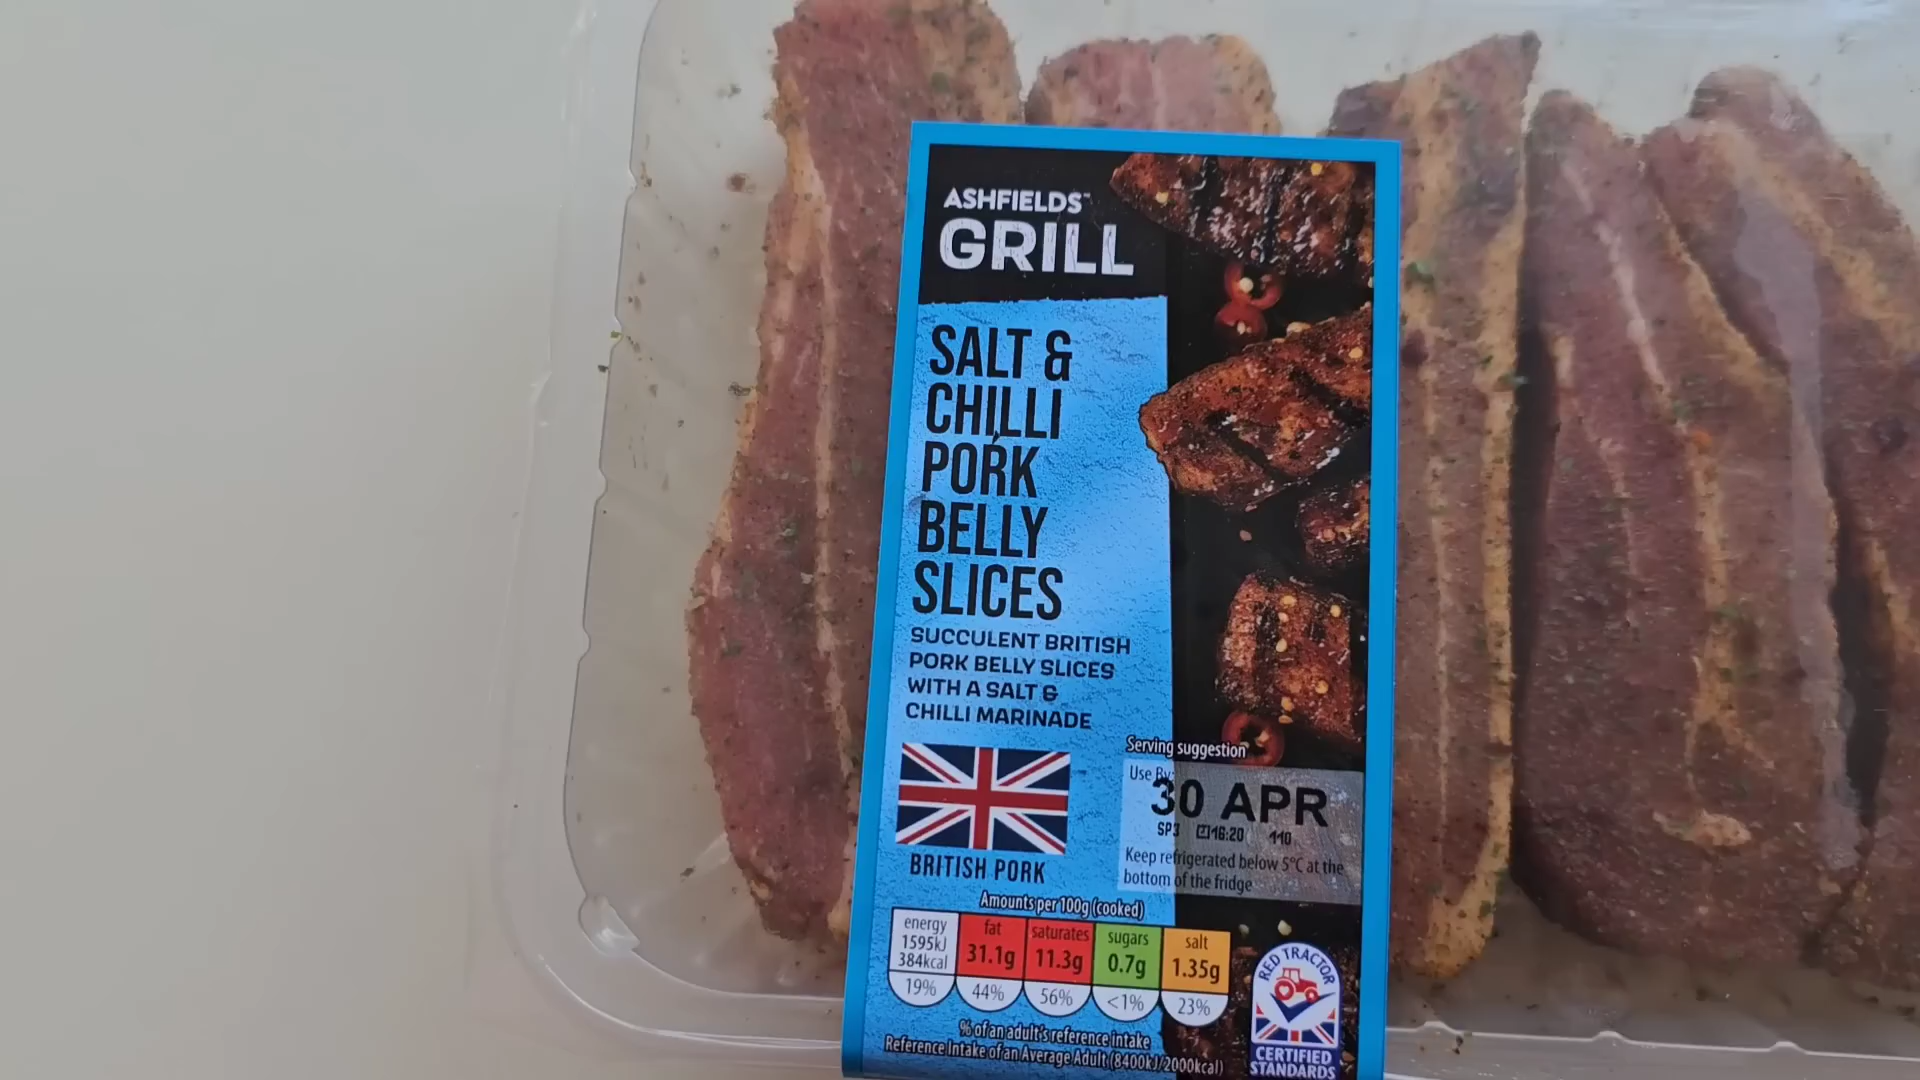 ASHFIELDS™
GRILL
SALT &
CHILLI
PORK
BELLY
SLICES
SUCCULENT BRITISH
PORK BELLY SLICES
WITH A SALT &
CHILLI MARINADE
BRITISH PORK
Serving suggestion
Use By:
30 APR
SP3 16:20 110
Keep refrigerated below 5°C at the
bottom of the fridge
Amounts per 100g (cooked)
energy
1595kJ
384kcal
19%
fat
31.1g
44%
saturates
11.3g
56%
sugars
0.7g
<1%
salt
1.35g
23%
% of an adult's reference intake
Reference Intake of an Average Adult (8400kJ/2000kcal)
RED TRACTOR
CERTIFIED
STANDARDS